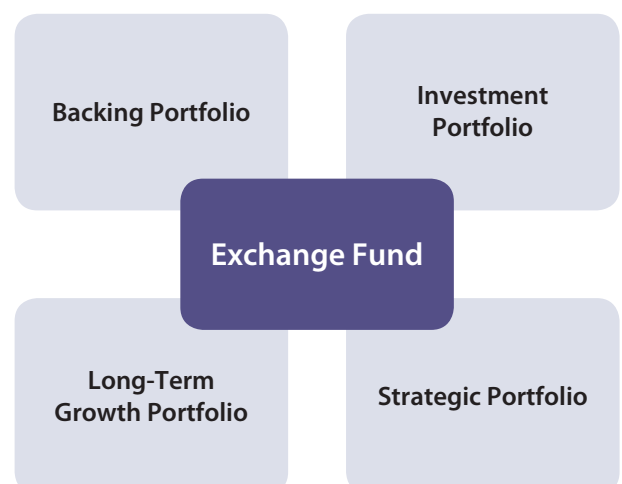 Backing Portfolio
Investment
Portfolio
Exchange Fund
Long-Term
Growth Portfolio
Strategic Portfolio